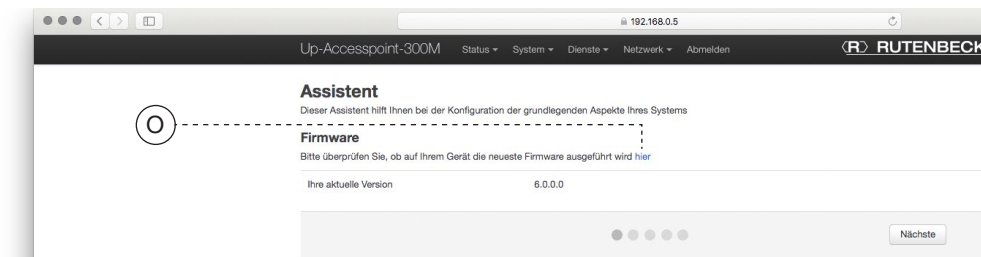 192.168.0.5
Up-Accesspoint-300M Status System Dienste Netzwerk Abmelden ⟨R⟩ RUTENBECK
Assistent
Dieser Assistent hilft Ihnen bei der Konfiguration der grundlegenden Aspekte Ihres Systems
O
Firmware
Bitte überprüfen Sie, ob auf Ihrem Gerät die neueste Firmware ausgeführt wird hier
Ihre aktuelle Version 6.0.0.0
Nächste